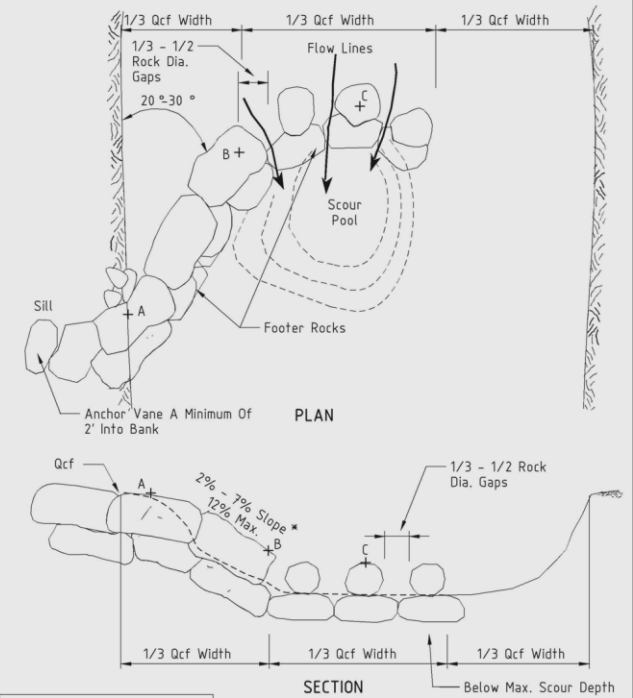 1/3 Qcf Width
1/3 Qcf Width
1/3 Qcf Width
1/3 - 1/2
Rock Dia.
Gaps
Flow Lines
20°-30°
C
B
Scour
Pool
A
Sill
Footer Rocks
Anchor Vane A Minimum Of
2' Into Bank
PLAN
Qcf
A
2% - 7% Slope *
12% Max.
B
1/3 - 1/2 Rock
Dia. Gaps
C
1/3 Qcf Width
1/3 Qcf Width
1/3 Qcf Width
SECTION
Below Max. Scour Depth